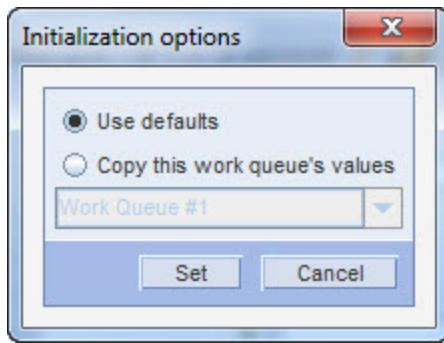 Initialization options
Use defaults
Copy this work queue's values
Work Queue #1
Set Cancel